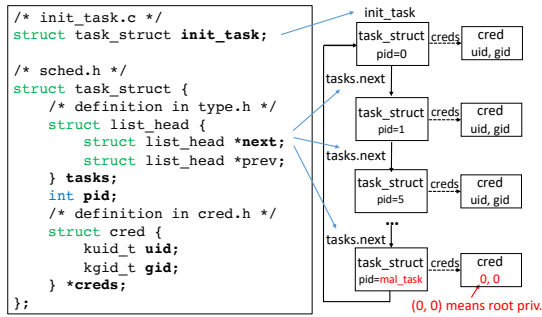 /* init_task.c */
struct task_struct init_task;
/* sched.h */
struct task_struct {
/* definition in type.h */
struct list_head {
struct list_head *next;
struct list_head *prev;
} tasks;
int pid;
/* definition in cred.h */
struct cred {
kuid_t uid;
kgid_t gid;
} *creds;
};
init_task
task_struct
pid=0
creds
cred
uid, gid
tasks.next
task_struct
pid=1
creds
cred
uid, gid
tasks.next
task_struct
pid=5
creds
cred
uid, gid
...
tasks.next
task_struct
pid=mal_task
creds
cred
0, 0
(0, 0) means root priv.